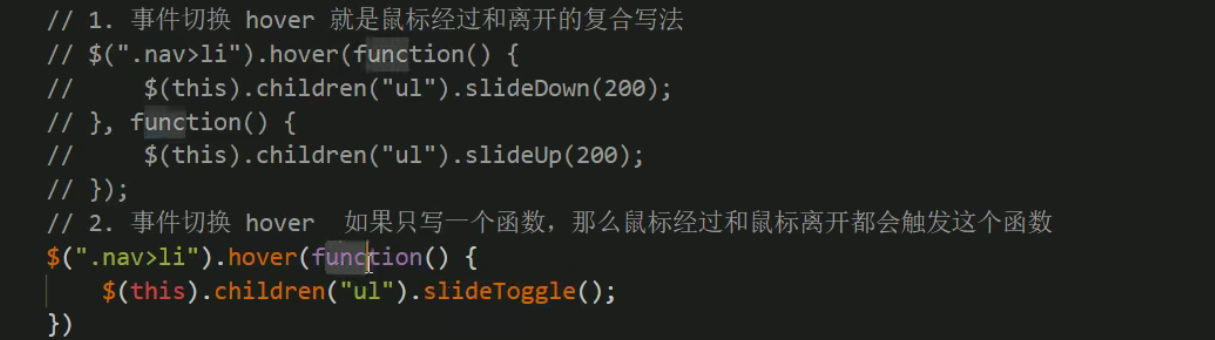 // 1. 事件切换 hover 就是鼠标经过和离开的复合写法
// $(".nav>li").hover(function() {
//     $(this).children("ul").slideDown(200);
// }, function() {
//     $(this).children("ul").slideUp(200);
// });
// 2. 事件切换 hover  如果只写一个函数，那么鼠标经过和鼠标离开都会触发这个函数
$(".nav>li").hover(function() {
    $(this).children("ul").slideToggle();
})